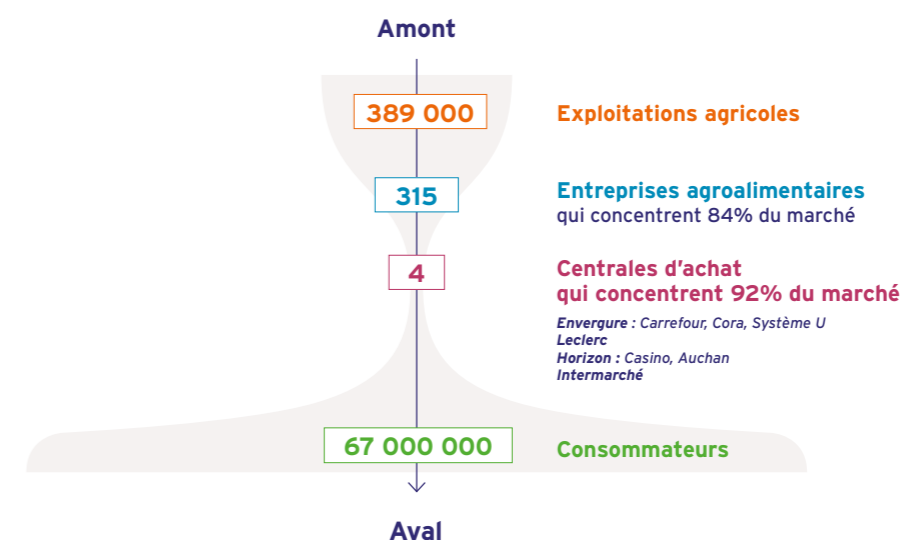 Amont
389 000
Exploitations agricoles
315
Entreprises agroalimentaires
qui concentrent 84% du marché
4
Centrales d’achat
qui concentrent 92% du marché
Envergure : Carrefour, Cora, Système U
Leclerc
Horizon : Casino, Auchan
Intermarché
67 000 000
Consommateurs
Aval